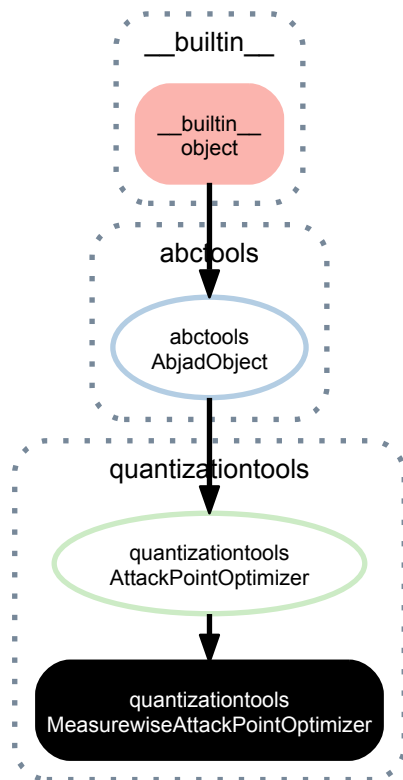 __builtin__
__builtin__
object
abctools
abctools
AbjadObject
quantizationtools
quantizationtools
AttackPointOptimizer
quantizationtools
MeasurewiseAttackPointOptimizer